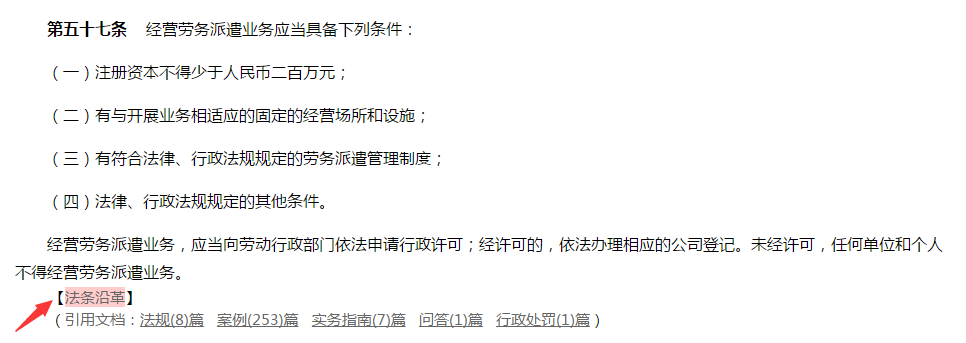 第五十七条 经营劳务派遣业务应当具备下列条件：
（一）注册资本不得少于人民币二百万元；
（二）有与开展业务相适应的固定的经营场所和设施；
（三）有符合法律、行政法规规定的劳务派遣管理制度；
（四）法律、行政法规规定的其他条件。
经营劳务派遣业务，应当向劳动行政部门依法申请行政许可；经许可的，依法办理相应的公司登记。未经许可，任何单位和个人
不得经营劳务派遣业务。
【法条沿革】
（引用文档：法规(8)篇 案例(253)篇 实务指南(7)篇 问答(1)篇 行政处罚(1)篇）